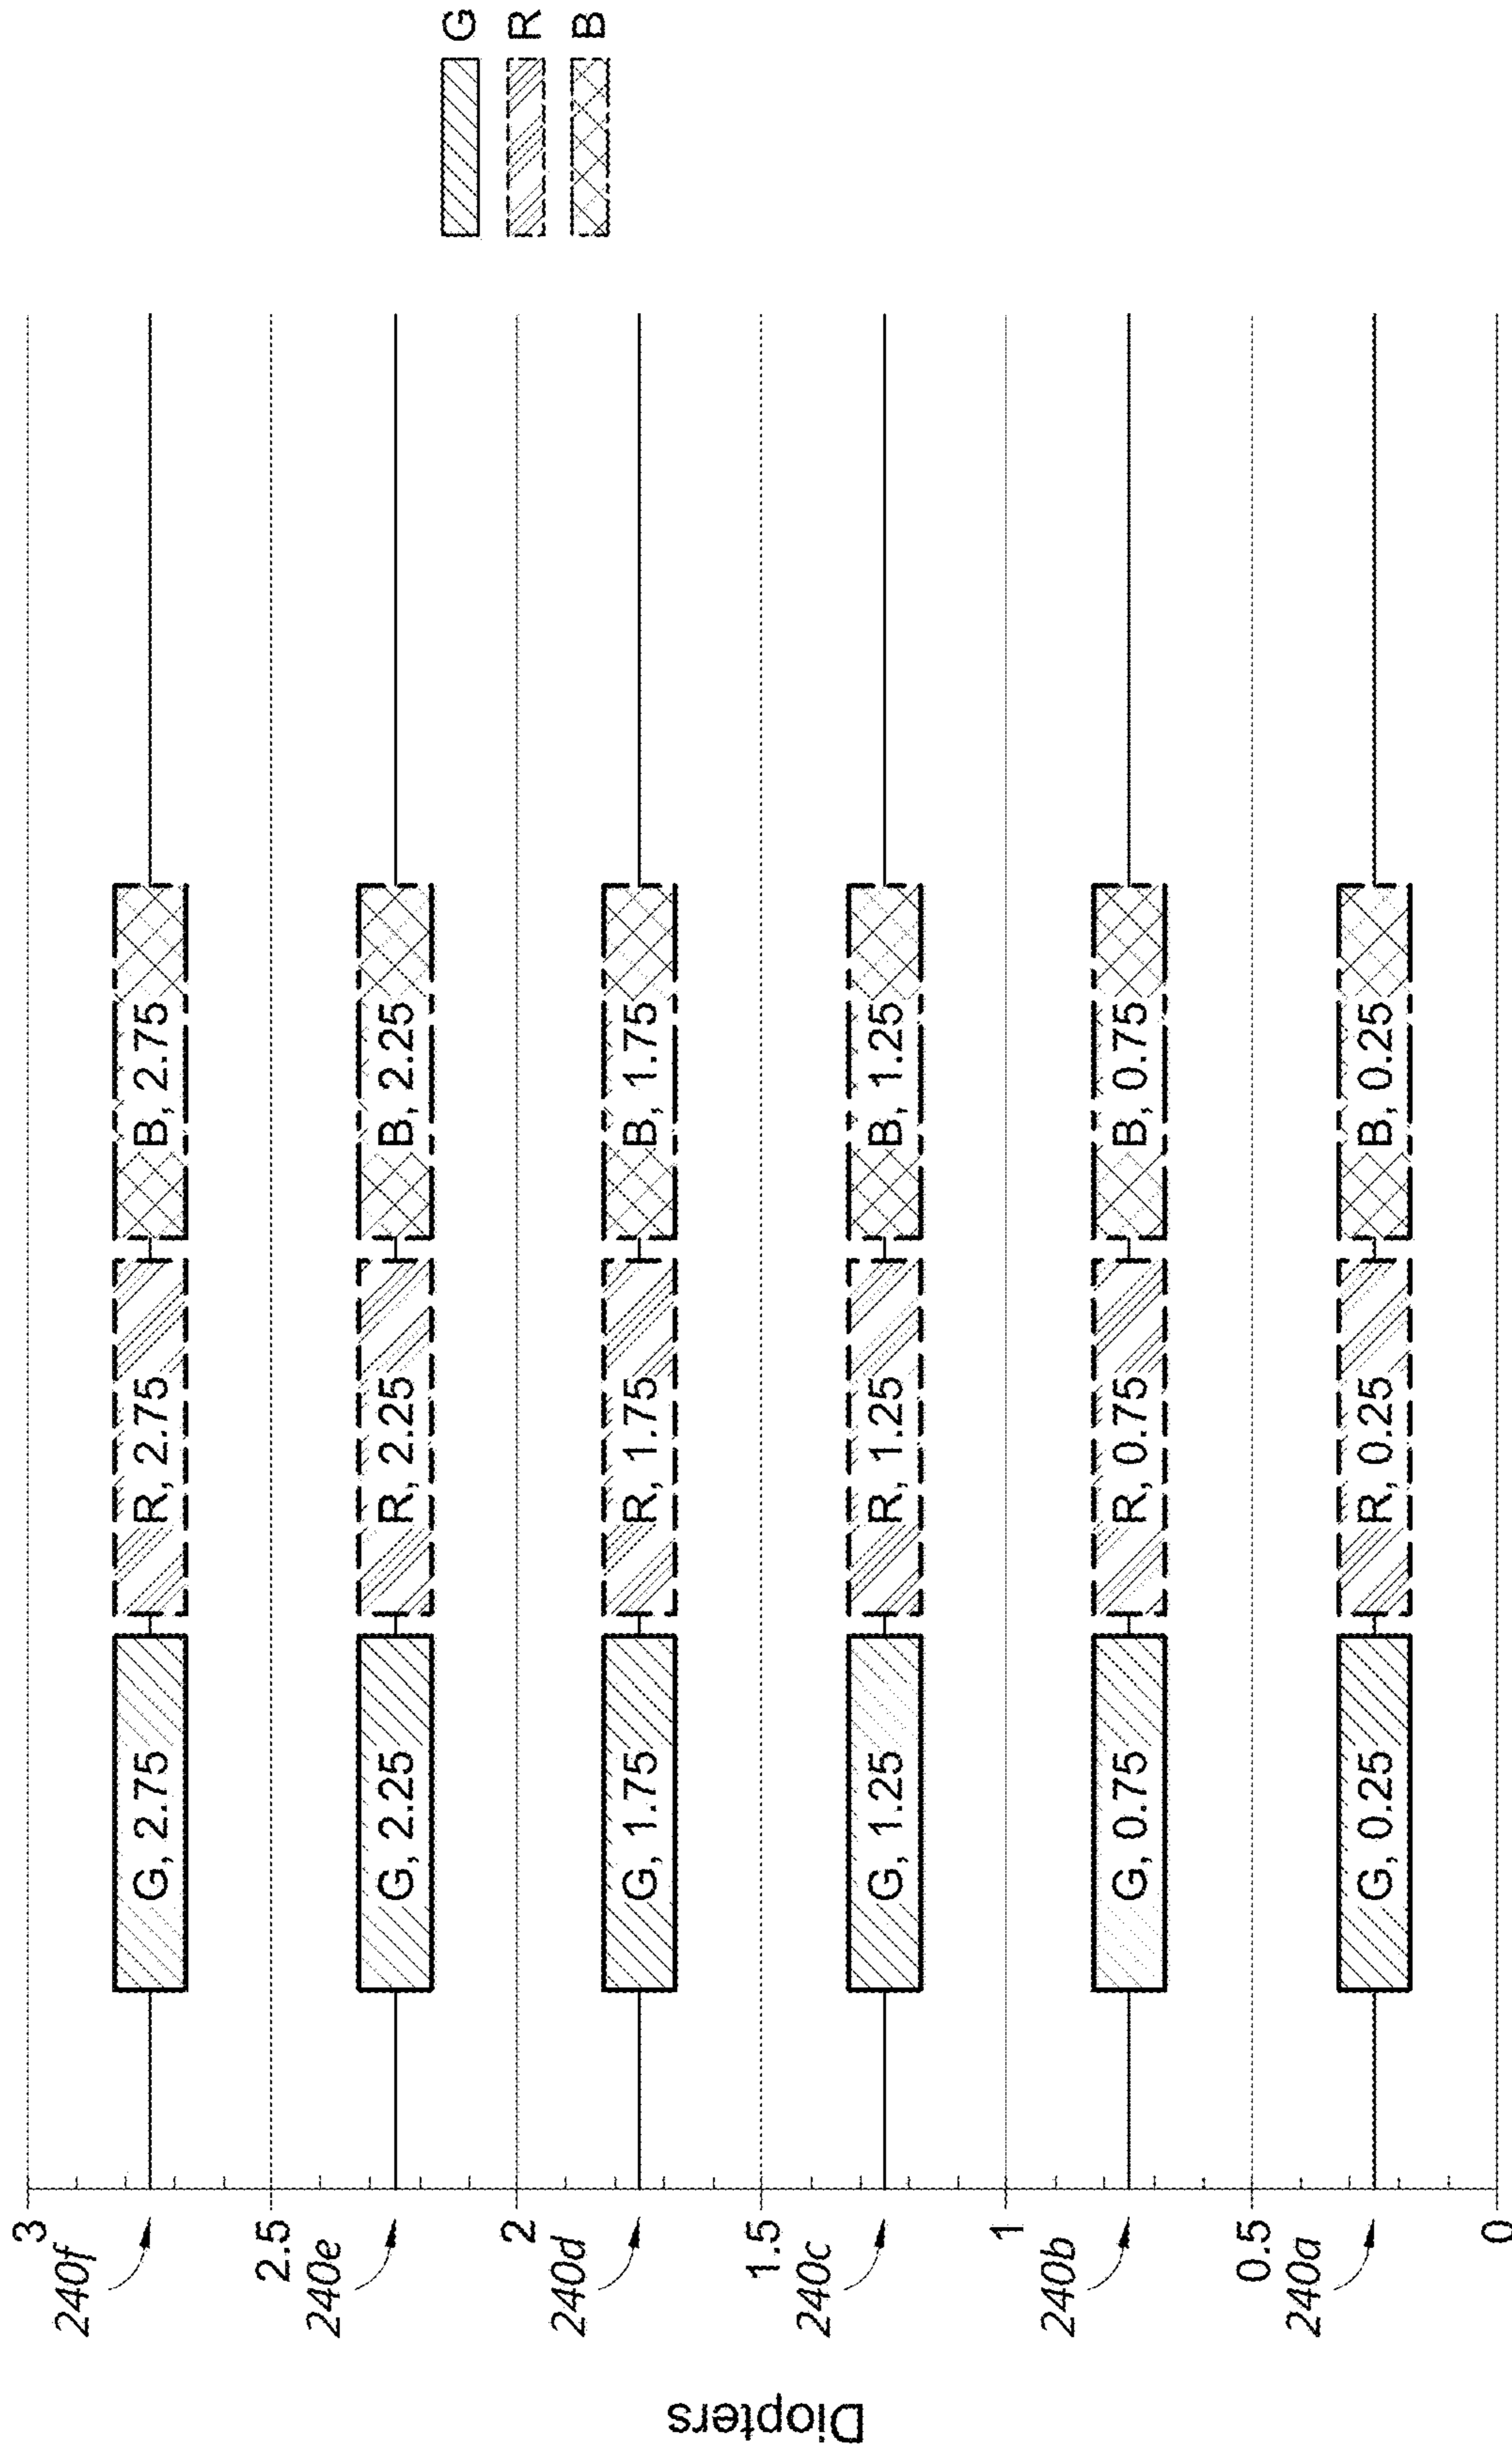 Diopters
3
240f
G, 2.75 R, 2.75 B, 2.75
2.5
240e
G, 2.25 R, 2.25 B, 2.25
2
240d
G, 1.75 R, 1.75 B, 1.75
1.5
240c
G, 1.25 R, 1.25 B, 1.25
1
240b
G, 0.75 R, 0.75 B, 0.75
0.5
240a
G, 0.25 R, 0.25 B, 0.25
0
G
R
B